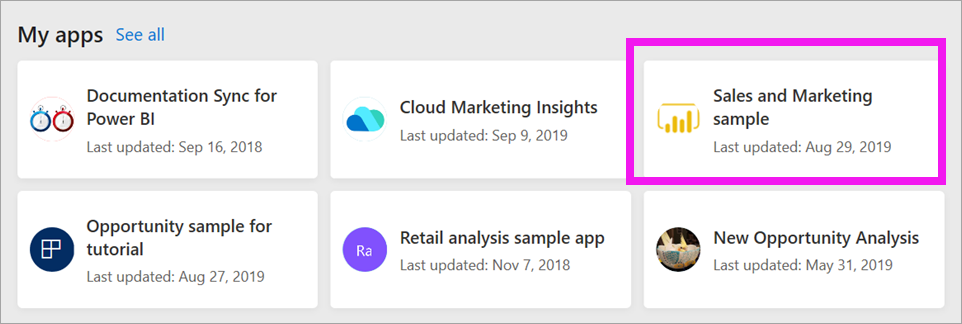 My apps See all
Documentation Sync for
Power BI
Last updated: Sep 16, 2018
Cloud Marketing Insights
Last updated: Sep 9, 2019
Sales and Marketing
sample
Last updated: Aug 29, 2019
Opportunity sample for
tutorial
Last updated: Aug 27, 2019
Ra
Retail analysis sample app
Last updated: Nov 7, 2018
New Opportunity Analysis
Last updated: May 31, 2019